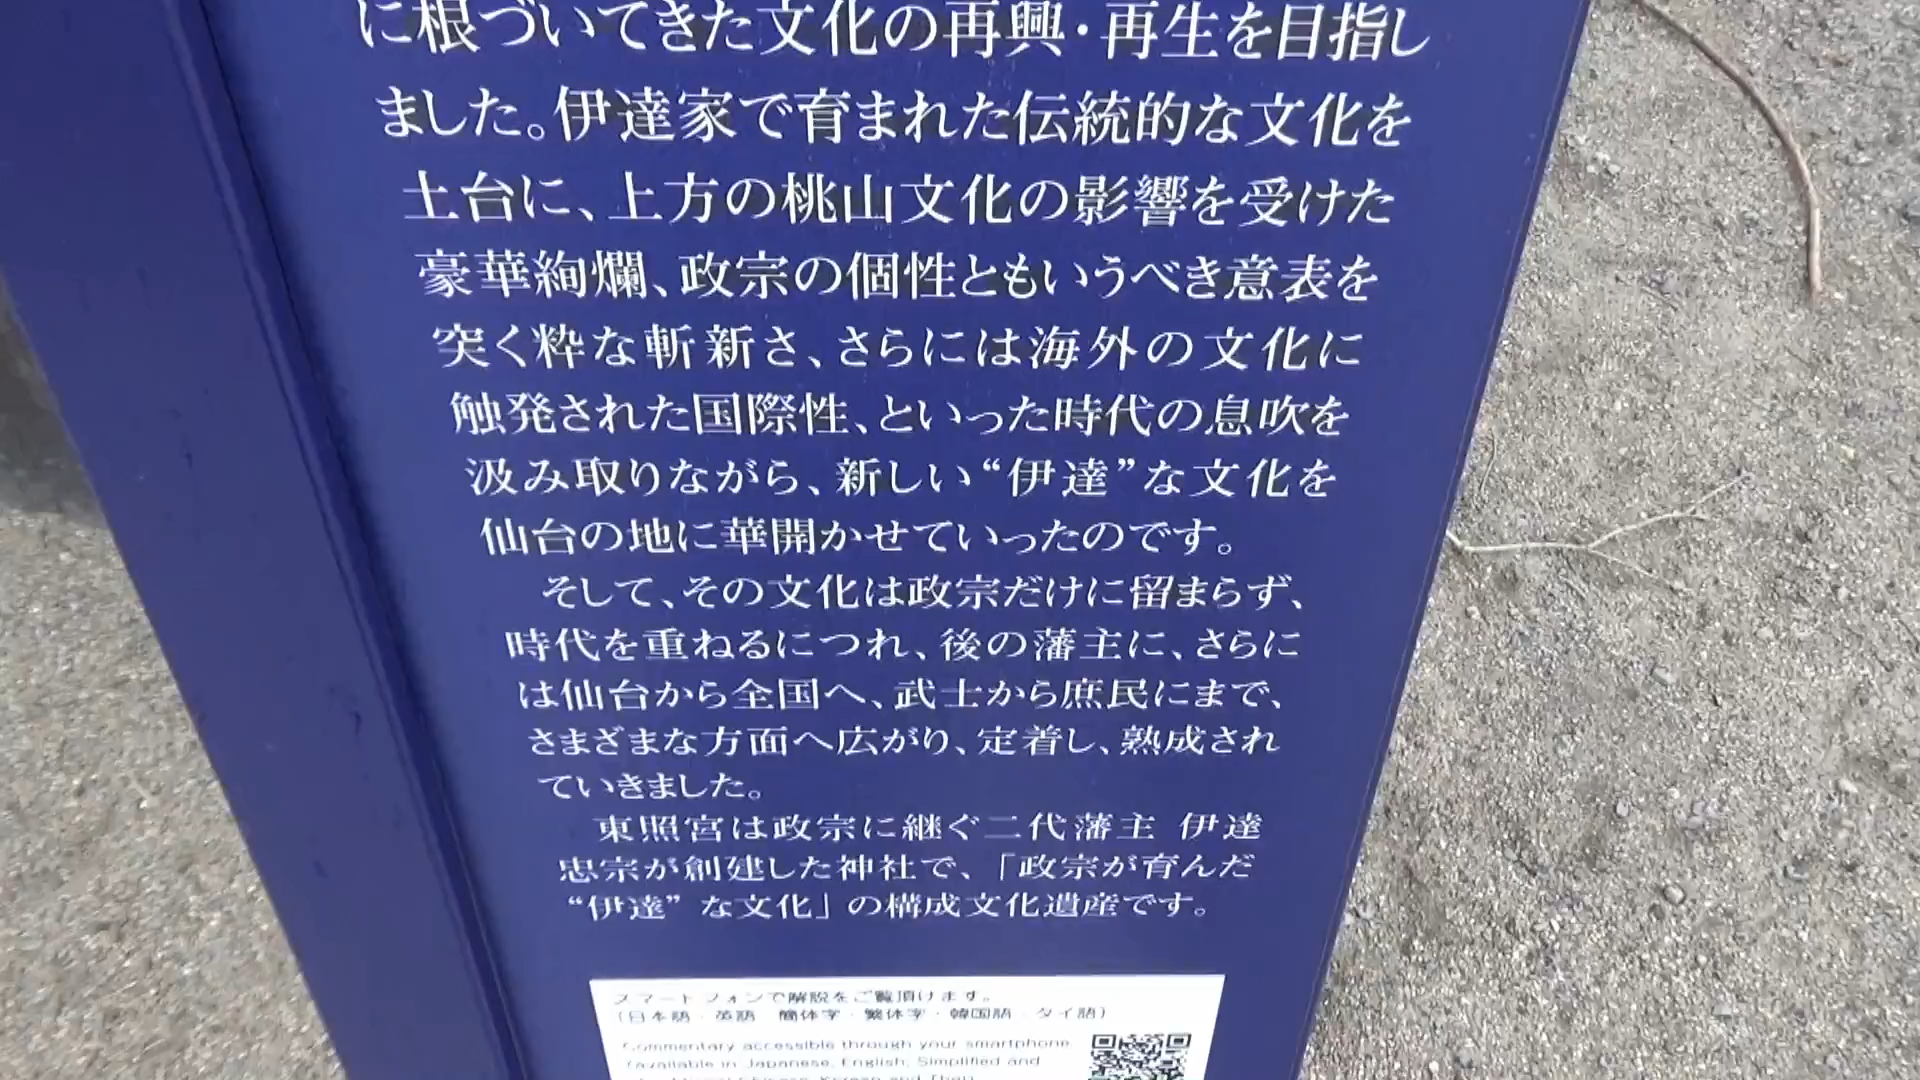 に根づいてきた文化の再興・再生を目指し
ました。伊達家で育まれた伝統的な文化を
土台に、上方の桃山文化の影響を受けた
豪華絢爛、政宗の個性ともいうべき意表を
突く粋な斬新さ、さらには海外の文化に
触発された国際性、といった時代の息吹を
汲み取りながら、新しい“伊達”な文化を
仙台の地に華開かせていったのです。
そして、その文化は政宗だけに留まらず、
時代を重ねるにつれ、後の藩主に、さらに
は仙台から全国へ、武士から庶民にまで、
さまざまな方面へ広がり、定着し、熟成され
ていきました。
東照宮は政宗に継ぐ二代藩主 伊達
忠宗が創建した神社で、「政宗が育んだ
“伊達” な文化」の構成文化遺産です。
スマートフォンで解説をご覧頂けます。
(日本語・英語・簡体字・繁体字・韓国語・タイ語)
Commentary accessible through your smartphone
(available in Japanese, English, Simplified and